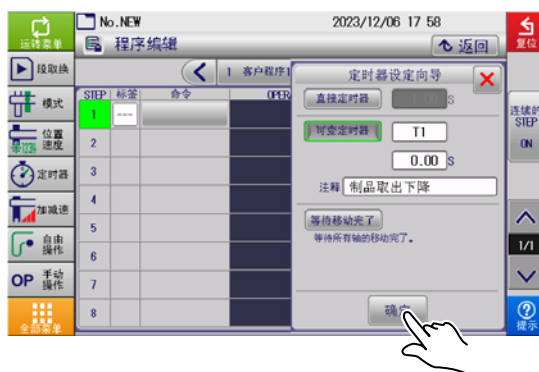 No.NEW 2023/12/06 17 58
运转菜单
程序编辑
返回
复位
段取换
1 客户程序1
定时器设定向导
STEP 标签 命令 OPER
直接定时器 S
连续的
STEP
ON
模式
1 ---
可变定时器 T1
位置
速度
2
0.00 S
定时器
3
注释 制品取出下降
加减速
4
等待移动完了
等待所有轴的移动完了。
自由
操作
5
1/1
6
OP 手动
操作
7
确定
全部菜单
8
提示